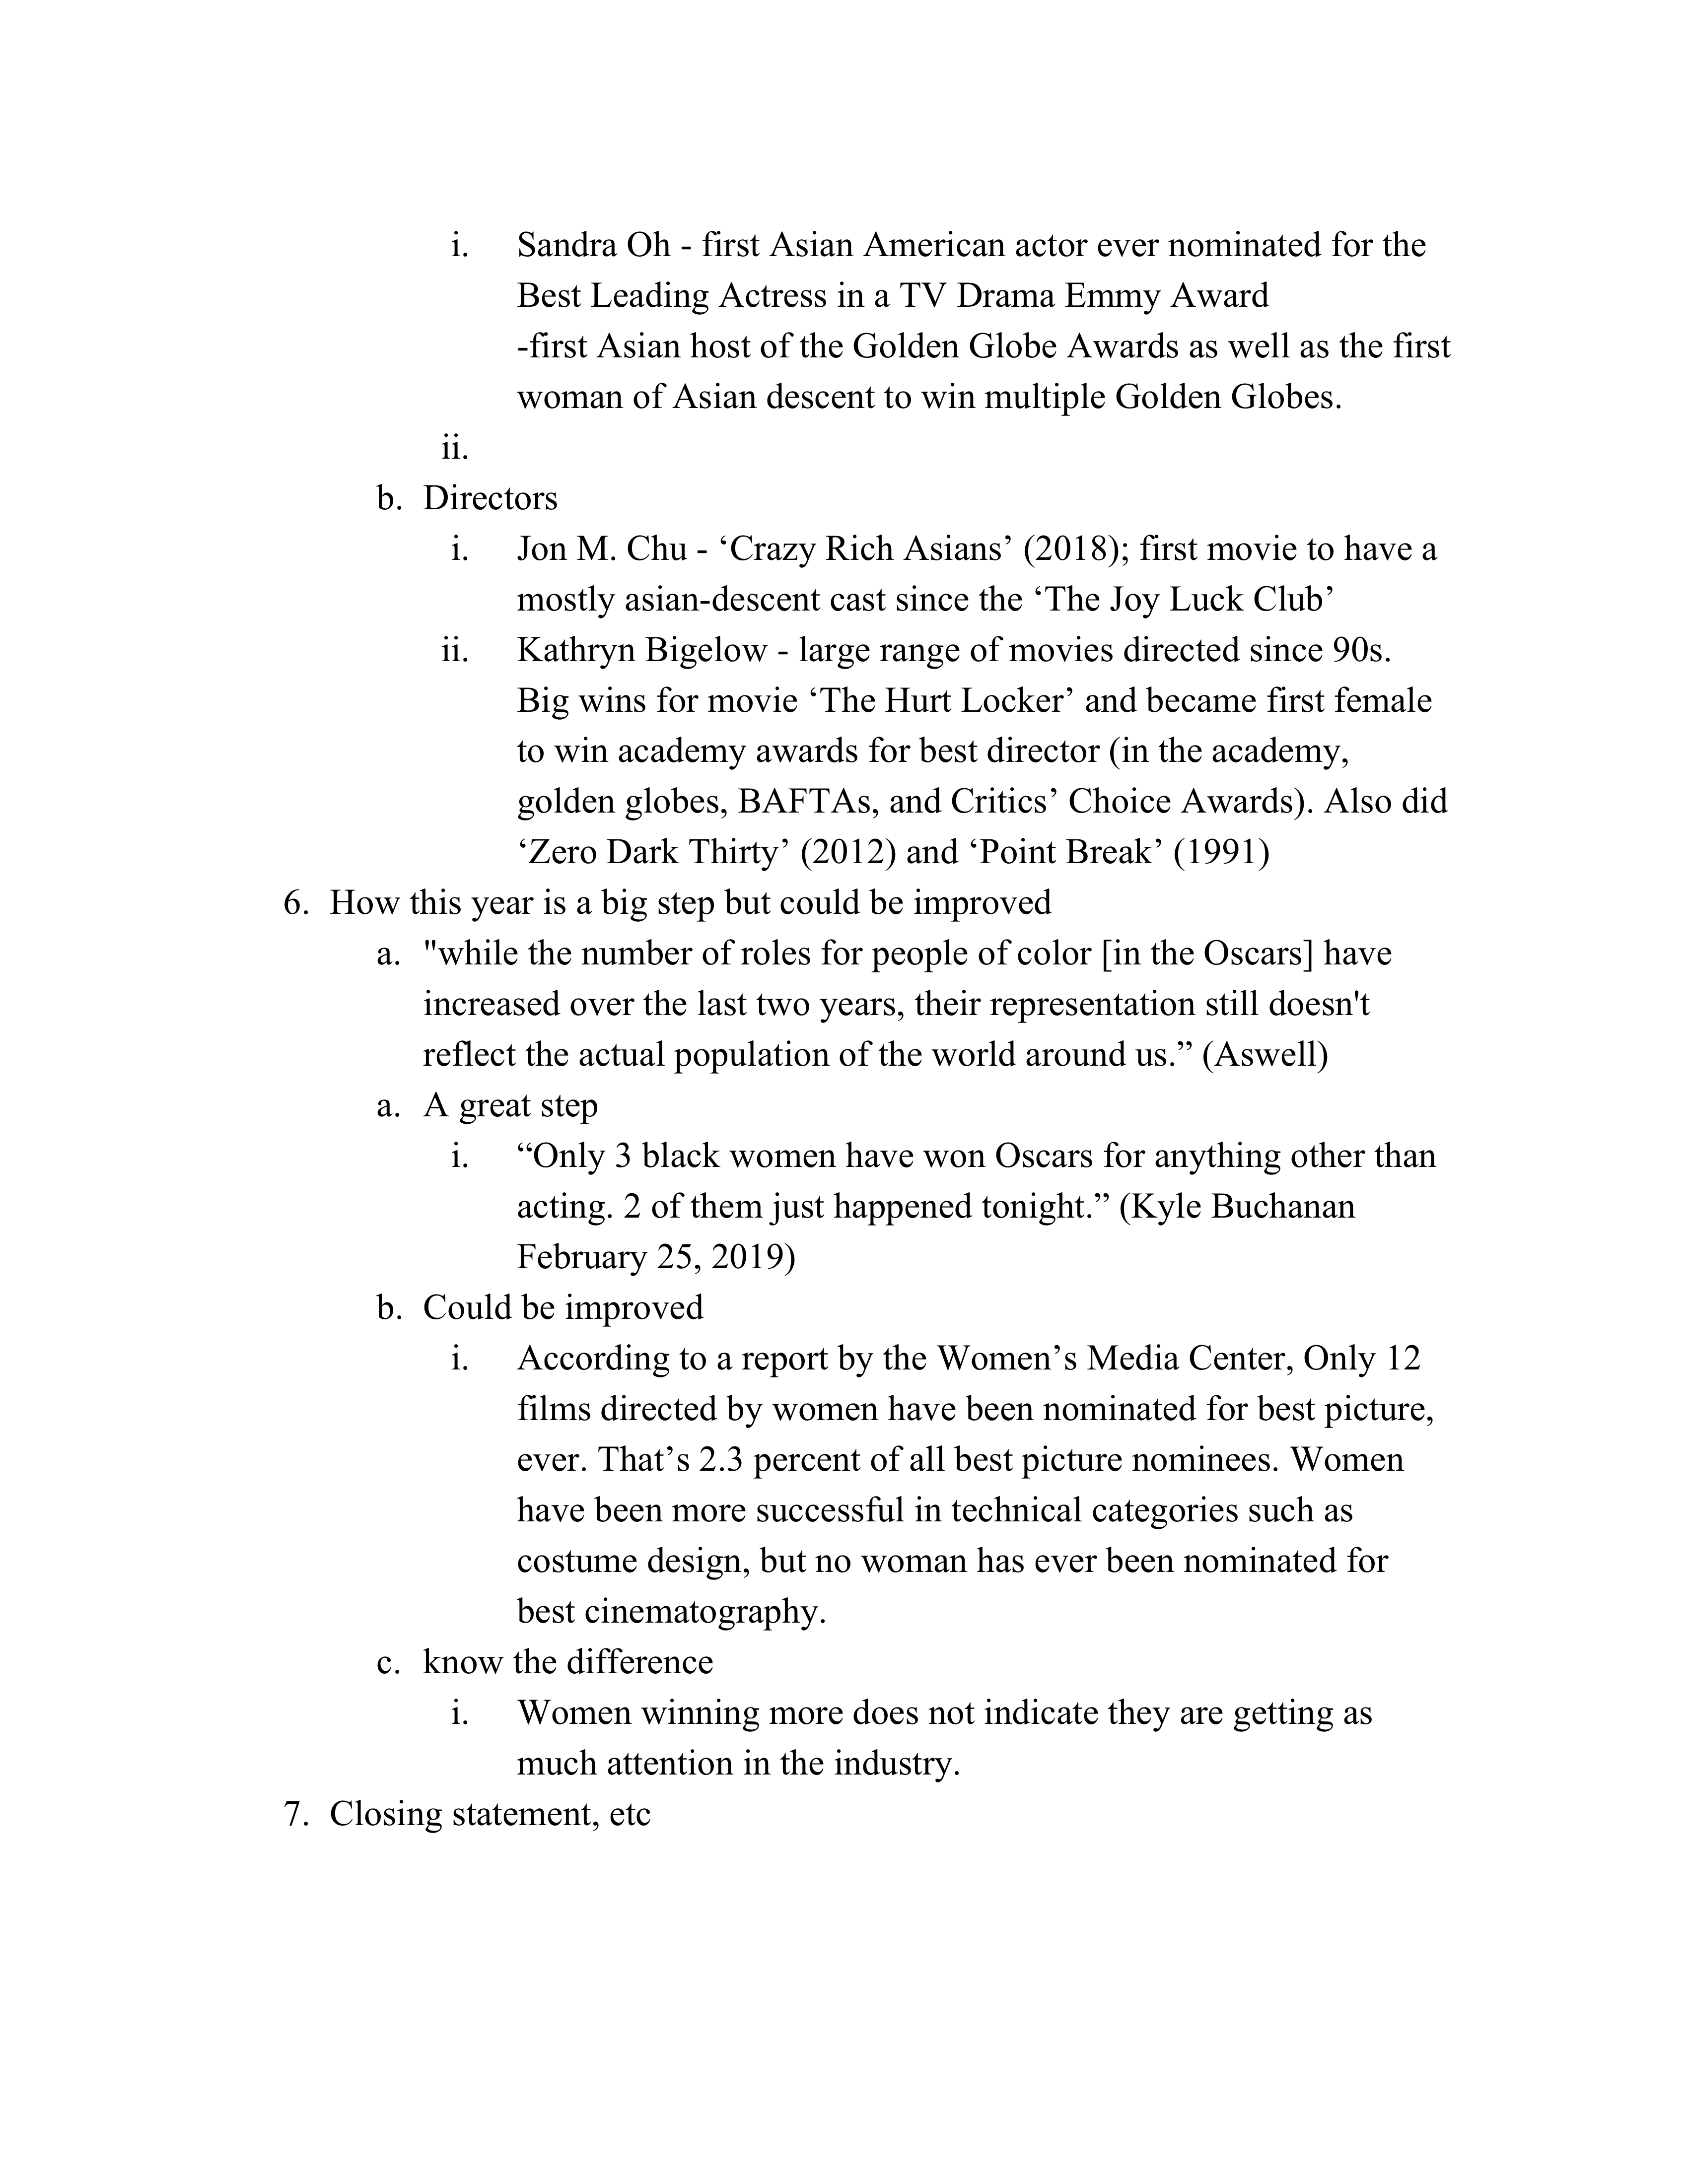 i. Sandra Oh - first Asian American actor ever nominated for the
Best Leading Actress in a TV Drama Emmy Award
-first Asian host of the Golden Globe Awards as well as the first
woman of Asian descent to win multiple Golden Globes.
ii.
b. Directors
i. Jon M. Chu - ‘Crazy Rich Asians’ (2018); first movie to have a
mostly asian-descent cast since the ‘The Joy Luck Club’
ii. Kathryn Bigelow - large range of movies directed since 90s.
Big wins for movie ‘The Hurt Locker’ and became first female
to win academy awards for best director (in the academy,
golden globes, BAFTAs, and Critics’ Choice Awards). Also did
‘Zero Dark Thirty’ (2012) and ‘Point Break’ (1991)
6. How this year is a big step but could be improved
a. "while the number of roles for people of color [in the Oscars] have
increased over the last two years, their representation still doesn't
reflect the actual population of the world around us.” (Aswell)
a. A great step
i. “Only 3 black women have won Oscars for anything other than
acting. 2 of them just happened tonight.” (Kyle Buchanan
February 25, 2019)
b. Could be improved
i. According to a report by the Women’s Media Center, Only 12
films directed by women have been nominated for best picture,
ever. That’s 2.3 percent of all best picture nominees. Women
have been more successful in technical categories such as
costume design, but no woman has ever been nominated for
best cinematography.
c. know the difference
i. Women winning more does not indicate they are getting as
much attention in the industry.
7. Closing statement, etc